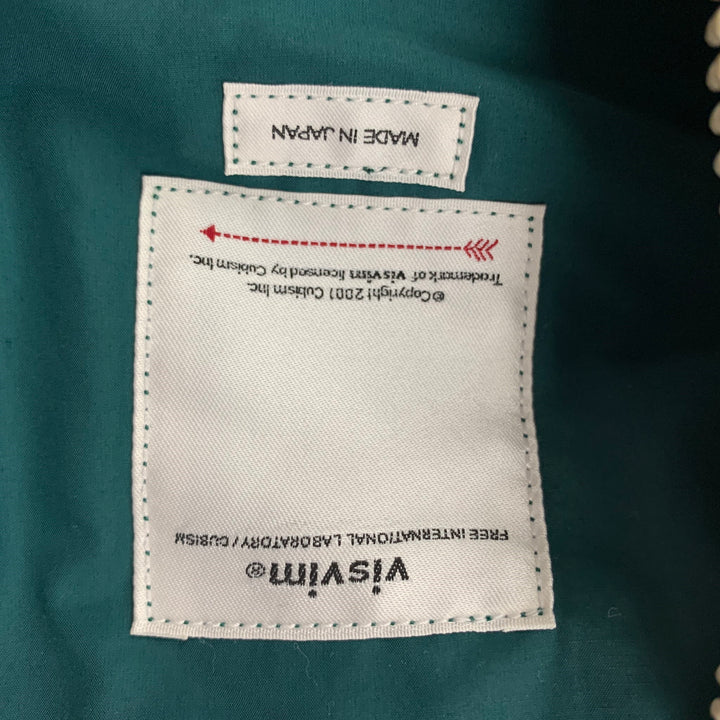 visvim®
FREE INTERNATIONAL LABORATORY / CUBISM
©Copyright 2001 Cubism Inc.
Trademark of visvim licensed by Cubism Inc.
MADE IN JAPAN